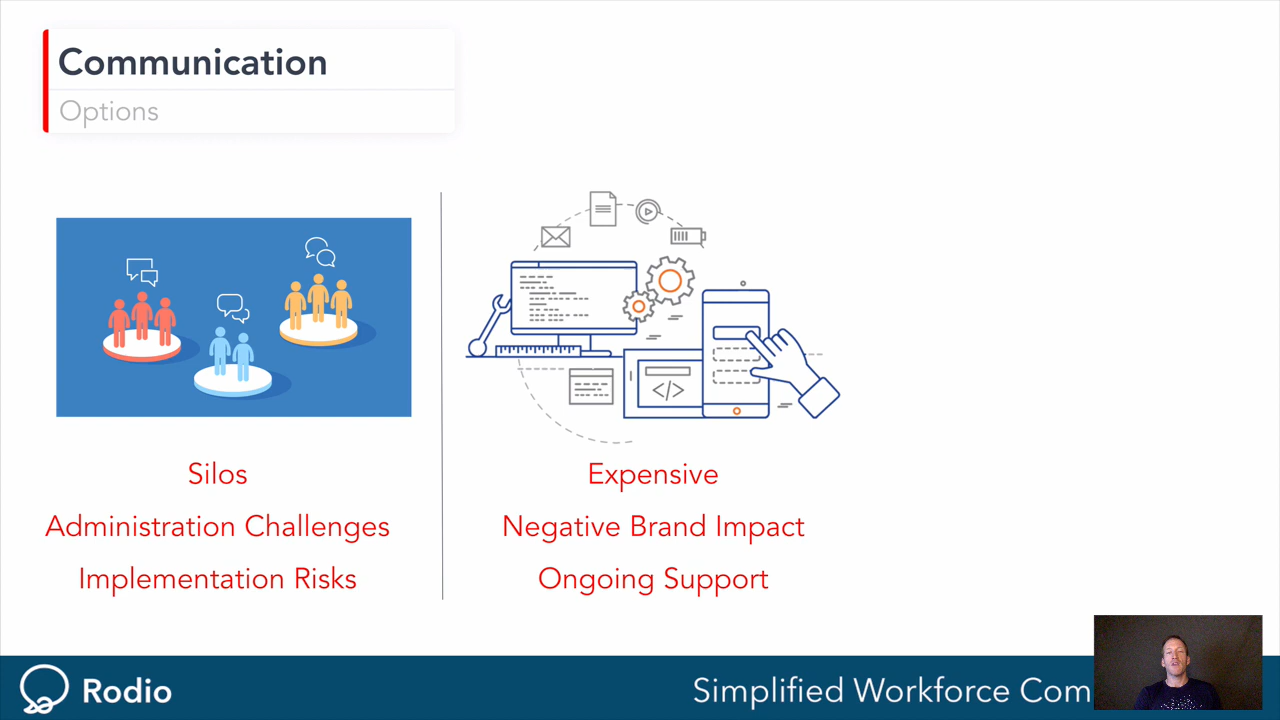 Communication
Options
Silos
Administration Challenges
Implementation Risks
Expensive
Negative Brand Impact
Ongoing Support
</>
Rodio
Simplified Workforce Com